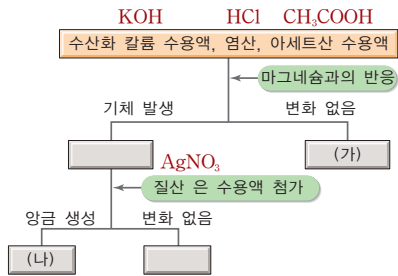 KOH HCl CH₃COOH
수산화 칼륨 수용액, 염산, 아세트산 수용액
마그네슘과의 반응
기체 발생 변화 없음
(가)
AgNO₃
질산 은 수용액 첨가
앙금 생성 변화 없음
(나)